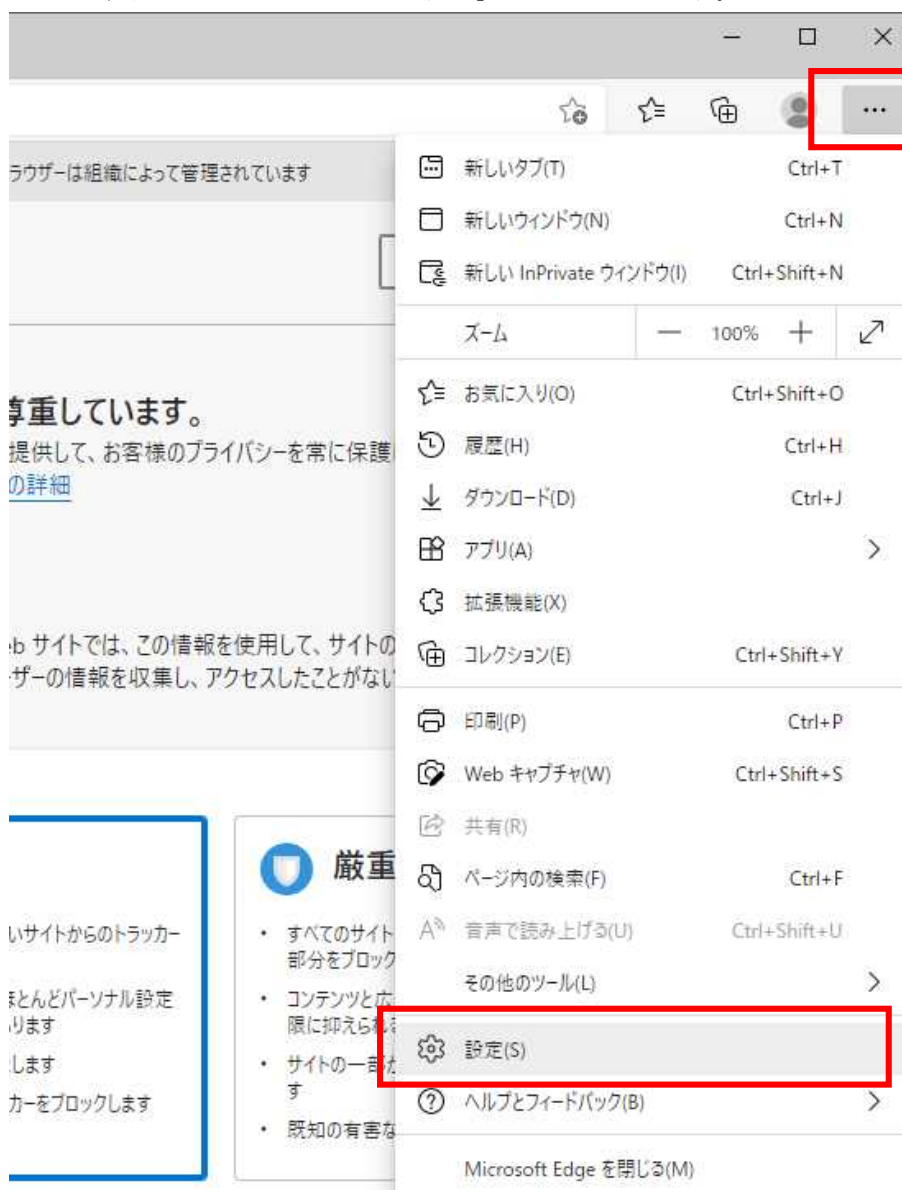 ラウザーは組織によって管理されています
尊重しています。
提供して、お客様のプライバシーを常に保護
の詳細
eb サイトでは、この情報を使用して、サイトの
ーザーの情報を収集し、アクセスしたことがない
いサイトからのトラッカー
ほとんどパーソナル設定
ります
します
カーをブロックします
厳重
• すべてのサイト
部分をブロック
• コンテンツと広
限に抑えられる
• サイトの一部が
す
• 既知の有害な
新しいタブ(T) Ctrl+T
新しいウィンドウ(N) Ctrl+N
新しい InPrivate ウィンドウ(I) Ctrl+Shift+N
ズーム — 100% +
お気に入り(O) Ctrl+Shift+O
履歴(H) Ctrl+H
ダウンロード(D) Ctrl+J
アプリ(A)
拡張機能(X)
コレクション(E) Ctrl+Shift+Y
印刷(P) Ctrl+P
Web キャプチャ(W) Ctrl+Shift+S
共有(R)
ページ内の検索(F) Ctrl+F
音声で読み上げる(U) Ctrl+Shift+U
その他のツール(L)
設定(S)
ヘルプとフィードバック(B)
Microsoft Edge を閉じる(M)